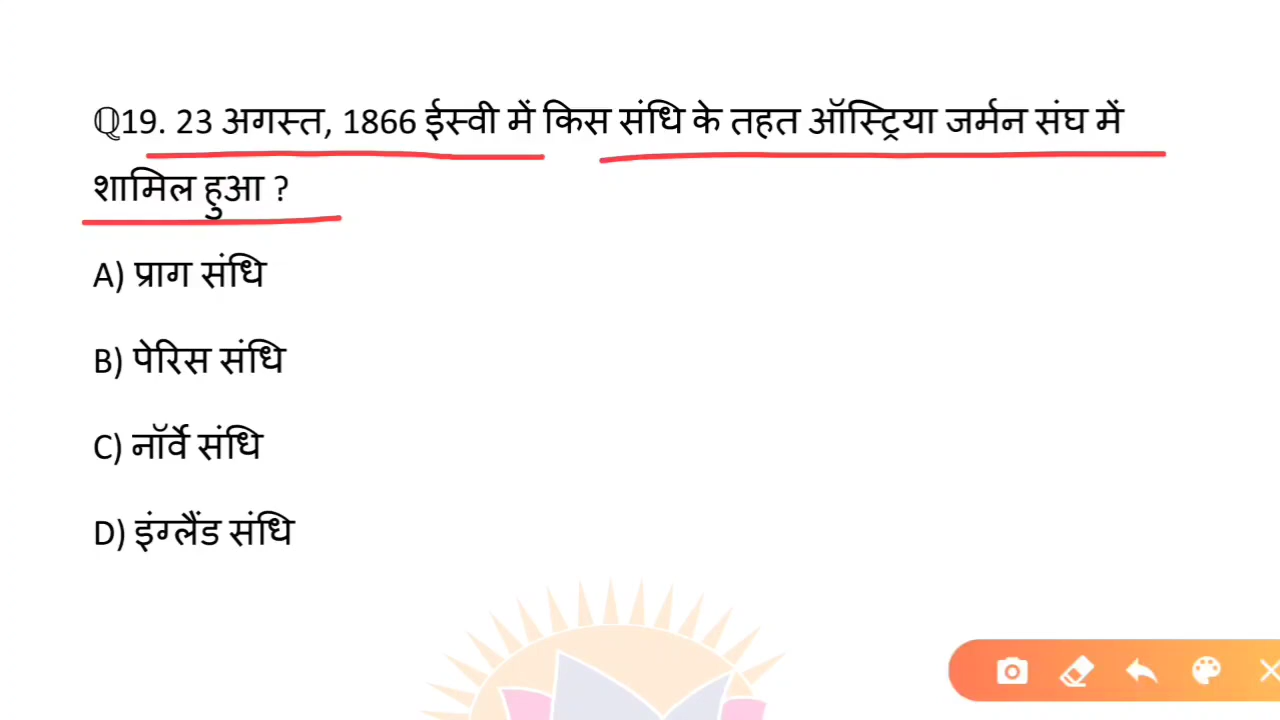 Q19. 23 अगस्त, 1866 ईस्वी में किस संधि के तहत ऑस्ट्रिया जर्मन संघ में
शामिल हुआ ?
A) प्राग संधि
B) पेरिस संधि
C) नॉर्वे संधि
D) इंग्लैंड संधि